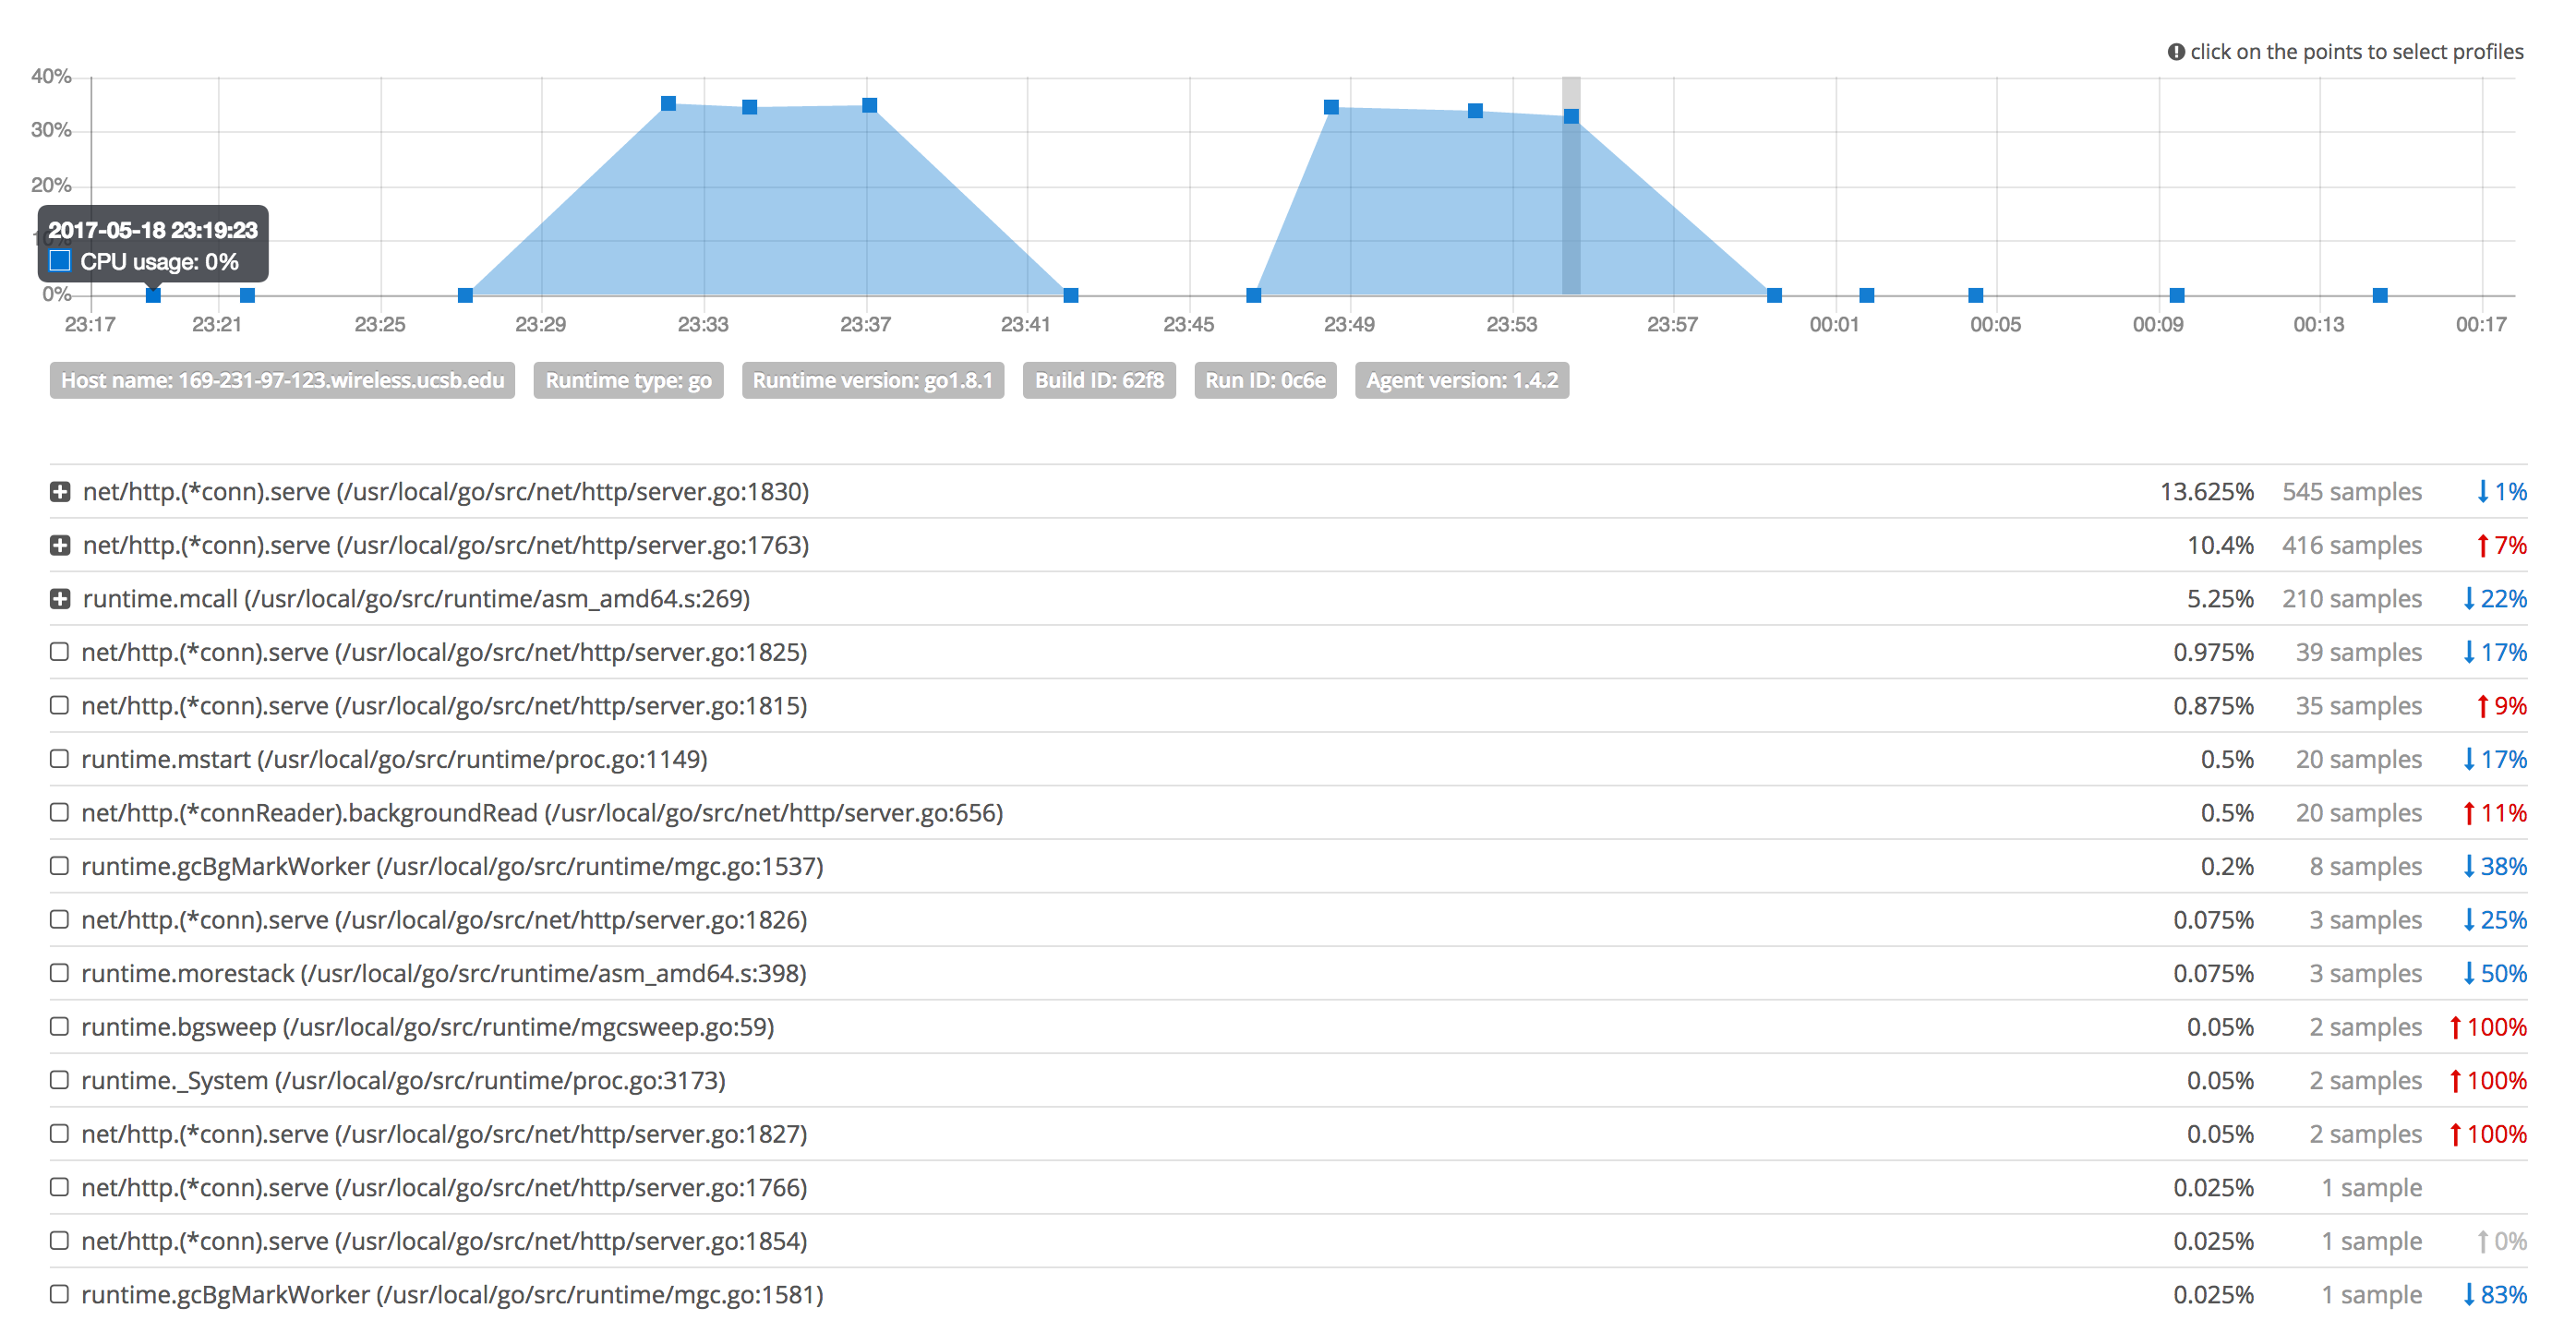 click on the points to select profiles
40%
30%
20%
10%
0%
2017-05-18 23:19:23
CPU usage: 0%
23:17 23:21 23:25 23:29 23:33 23:37 23:41 23:45 23:49 23:53 23:57 00:01 00:05 00:09 00:13 00:17
Host name: 169-231-97-123.wireless.ucsb.edu Runtime type: go Runtime version: go1.8.1 Build ID: 62f8 Run ID: 0c6e Agent version: 1.4.2
net/http.(*conn).serve (/usr/local/go/src/net/http/server.go:1830) 13.625% 545 samples ↓1%
net/http.(*conn).serve (/usr/local/go/src/net/http/server.go:1763) 10.4% 416 samples ↑7%
runtime.mcall (/usr/local/go/src/runtime/asm_amd64.s:269) 5.25% 210 samples ↓22%
net/http.(*conn).serve (/usr/local/go/src/net/http/server.go:1825) 0.975% 39 samples ↓17%
net/http.(*conn).serve (/usr/local/go/src/net/http/server.go:1815) 0.875% 35 samples ↑9%
runtime.mstart (/usr/local/go/src/runtime/proc.go:1149) 0.5% 20 samples ↓17%
net/http.(*connReader).backgroundRead (/usr/local/go/src/net/http/server.go:656) 0.5% 20 samples ↑11%
runtime.gcBgMarkWorker (/usr/local/go/src/runtime/mgc.go:1537) 0.2% 8 samples ↓38%
net/http.(*conn).serve (/usr/local/go/src/net/http/server.go:1826) 0.075% 3 samples ↓25%
runtime.morestack (/usr/local/go/src/runtime/asm_amd64.s:398) 0.075% 3 samples ↓50%
runtime.bgsweep (/usr/local/go/src/runtime/mgcsweep.go:59) 0.05% 2 samples ↑100%
runtime._System (/usr/local/go/src/runtime/proc.go:3173) 0.05% 2 samples ↑100%
net/http.(*conn).serve (/usr/local/go/src/net/http/server.go:1827) 0.05% 2 samples ↑100%
net/http.(*conn).serve (/usr/local/go/src/net/http/server.go:1766) 0.025% 1 sample
net/http.(*conn).serve (/usr/local/go/src/net/http/server.go:1854) 0.025% 1 sample ↑0%
runtime.gcBgMarkWorker (/usr/local/go/src/runtime/mgc.go:1581) 0.025% 1 sample ↓83%